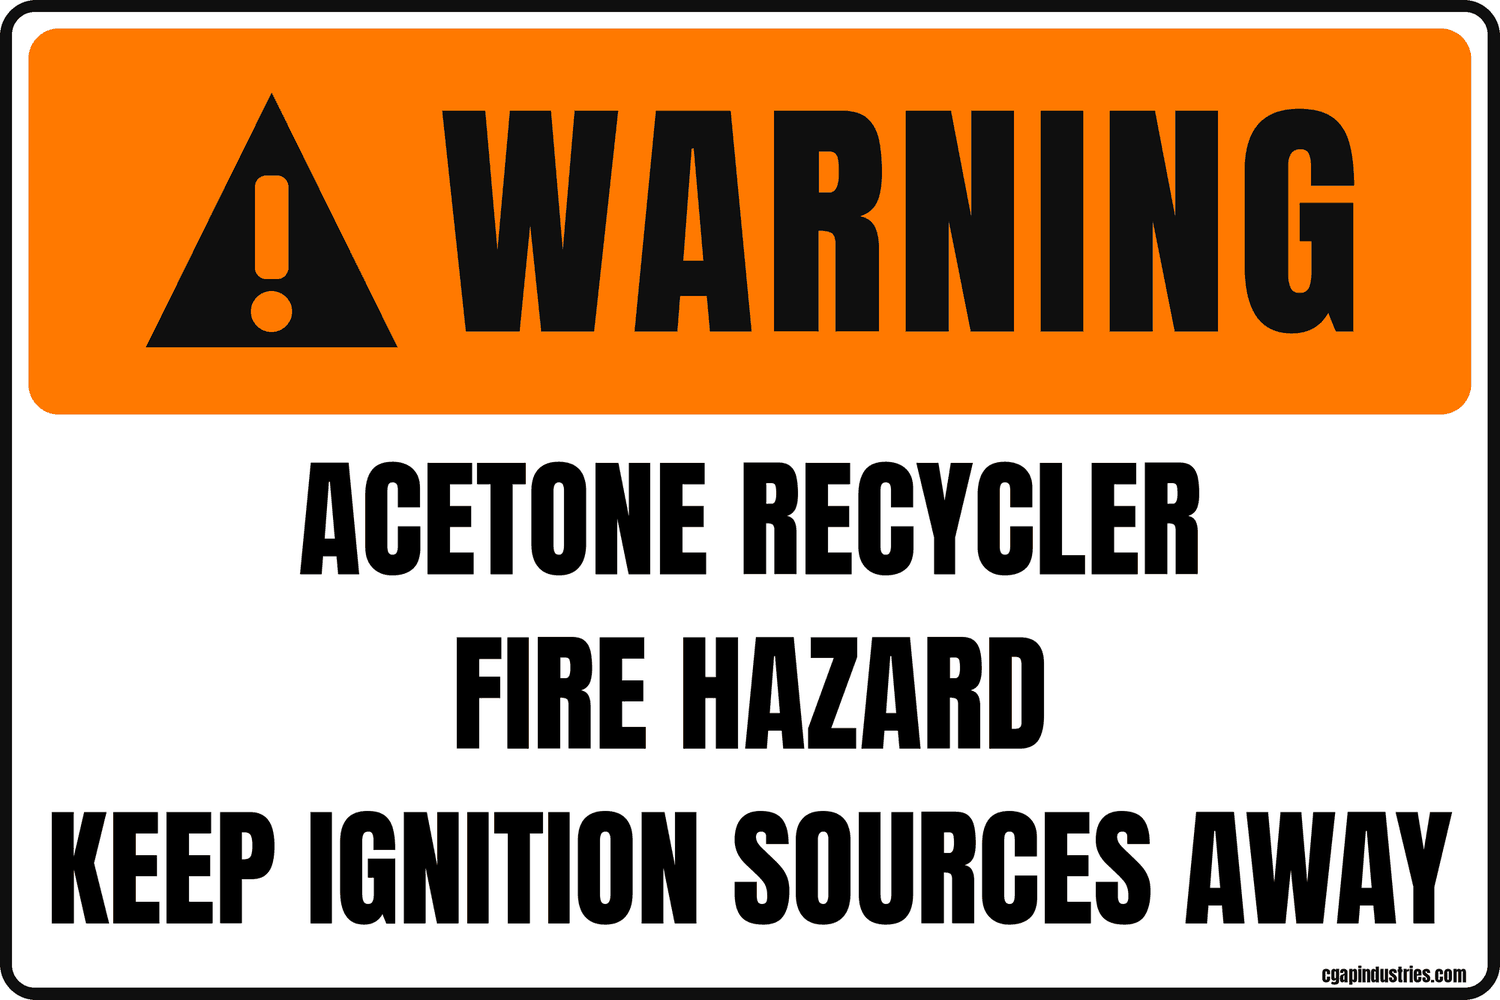 WARNING
ACETONE RECYCLER
FIRE HAZARD
KEEP IGNITION SOURCES AWAY
cgapindustries.com